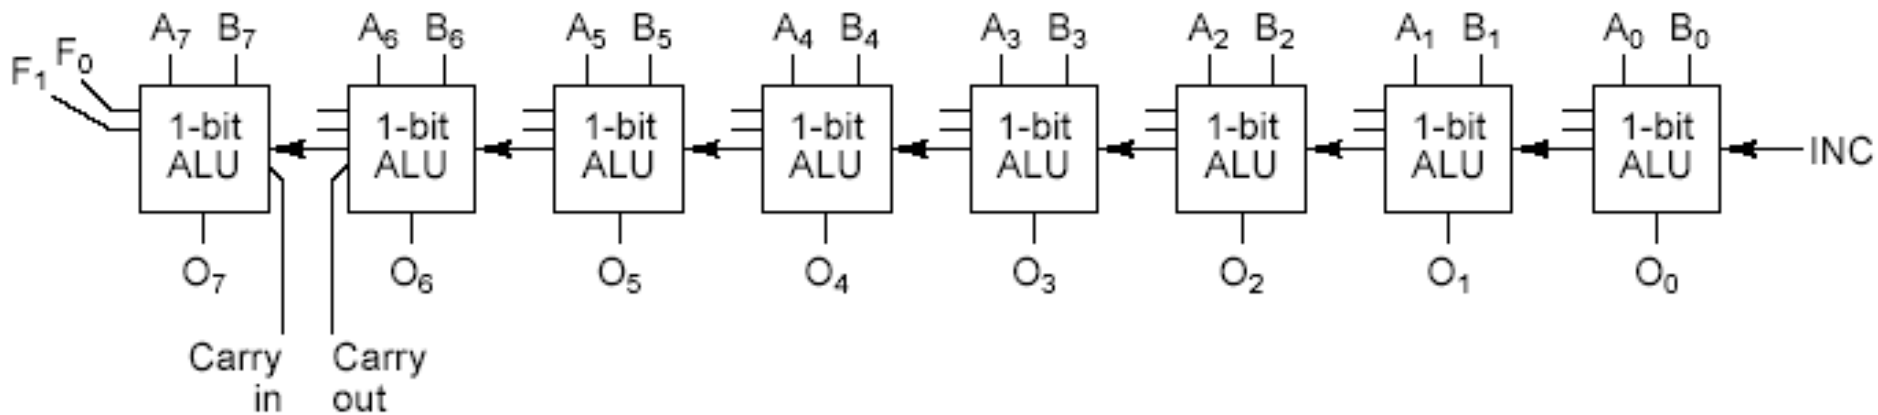 A7 B7 A6 B6 A5 B5 A4 B4 A3 B3 A2 B2 A1 B1 A0 B0
F1 F0
1-bit 1-bit 1-bit 1-bit 1-bit 1-bit 1-bit 1-bit
ALU ALU ALU ALU ALU ALU ALU ALU INC
O7 O6 O5 O4 O3 O2 O1 O0
Carry Carry
in out